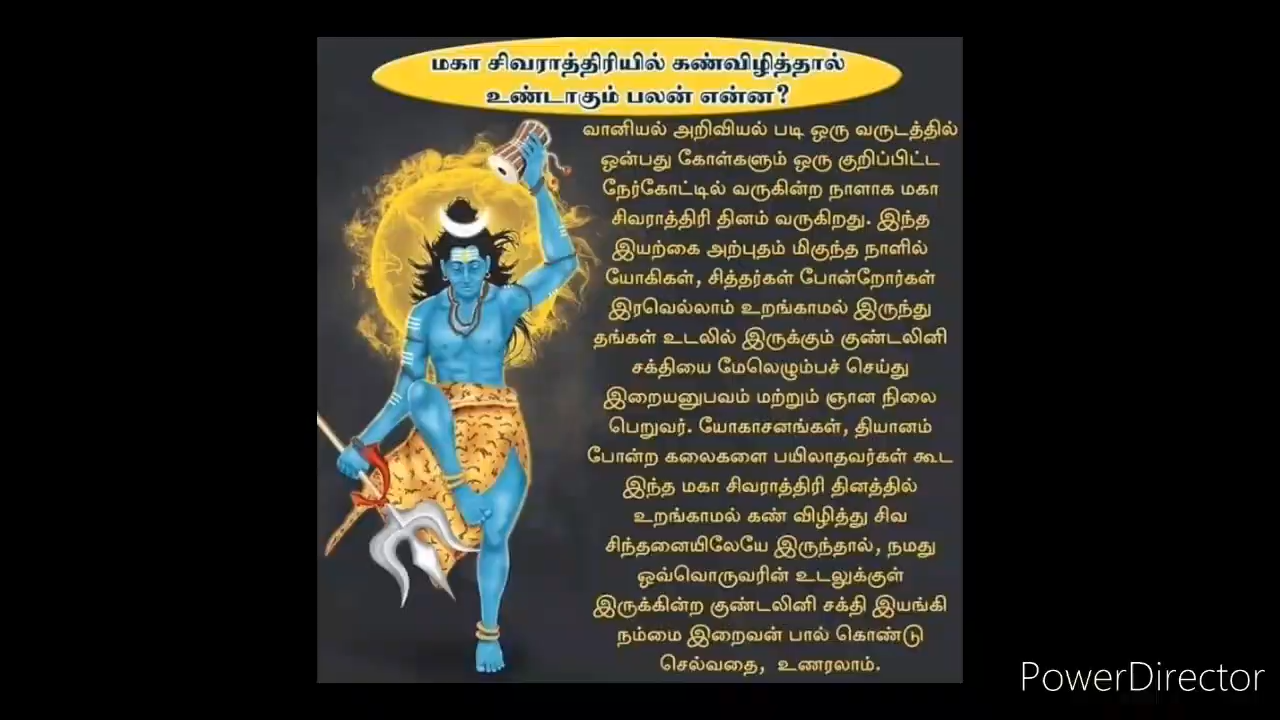 மகா சிவராத்திரியில் கண்விழித்தால்
உண்டாகும் பலன் என்ன?
வானியல் அறிவியல் படி ஒரு வருடத்தில்
ஒன்பது கோள்களும் ஒரு குறிப்பிட்ட
நேர்கோட்டில் வருகின்ற நாளாக மகா
சிவராத்திரி தினம் வருகிறது. இந்த
இயற்கை அற்புதம் மிகுந்த நாளில்
யோகிகள், சித்தர்கள் போன்றோர்கள்
இரவெல்லாம் உறங்காமல் இருந்து
தங்கள் உடலில் இருக்கும் குண்டலினி
சக்தியை மேலெழும்பச் செய்து
இறையனுபவம் மற்றும் ஞான நிலை
பெறுவர். யோகாசனங்கள், தியானம்
போன்ற கலைகளை பயிலாதவர்கள் கூட
இந்த மகா சிவராத்திரி தினத்தில்
உறங்காமல் கண் விழித்து சிவ
சிந்தனையிலேயே இருந்தால், நமது
ஒவ்வொருவரின் உடலுக்குள்
இருக்கின்ற குண்டலினி சக்தி இயங்கி
நம்மை இறைவன் பால் கொண்டு
செல்வதை, உணரலாம்.
PowerDirector